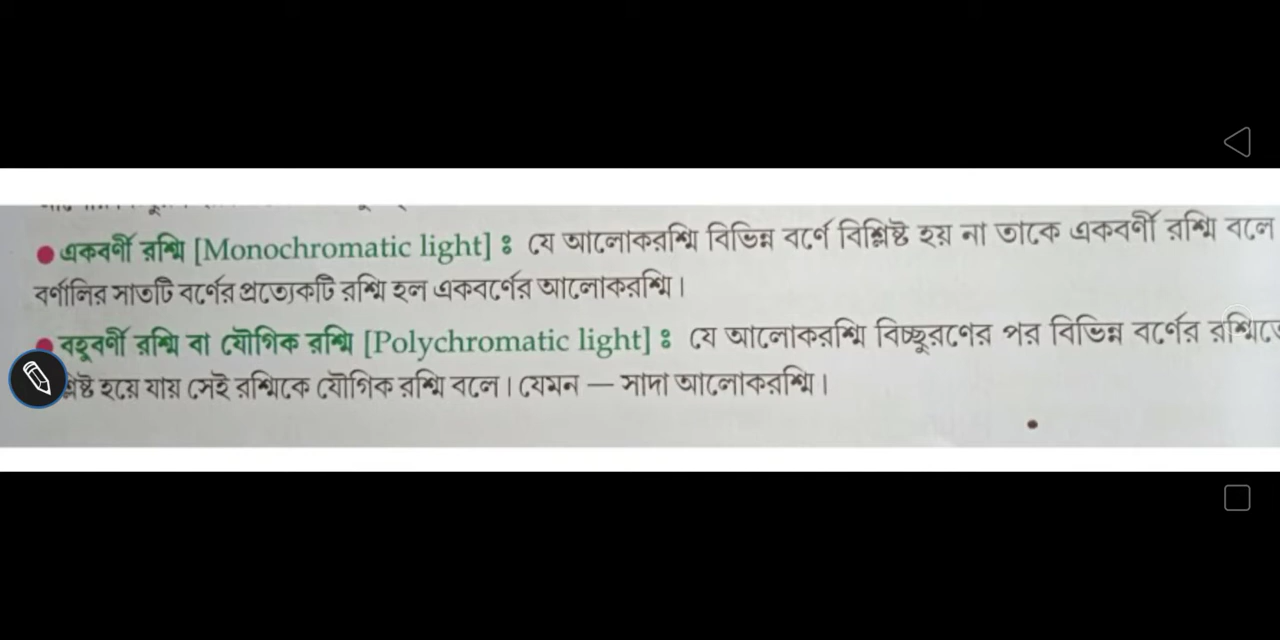 ● একবর্ণী রশ্মি [Monochromatic light] ঃ যে আলোকরশ্মি বিভিন্ন বর্ণে বিশ্লিষ্ট হয় না তাকে একবর্ণী রশ্মি বলে
বর্ণালির সাতটি বর্ণের প্রত্যেকটি রশ্মি হল একবর্ণের আলোকরশ্মি।
● বহুবর্ণী রশ্মি বা যৌগিক রশ্মি [Polychromatic light] ঃ যে আলোকরশ্মি বিচ্ছুরণের পর বিভিন্ন বর্ণের
হয়ে যায় সেই রশ্মিকে যৌগিক রশ্মি বলে। যেমন — সাদা আলোকরশ্মি।